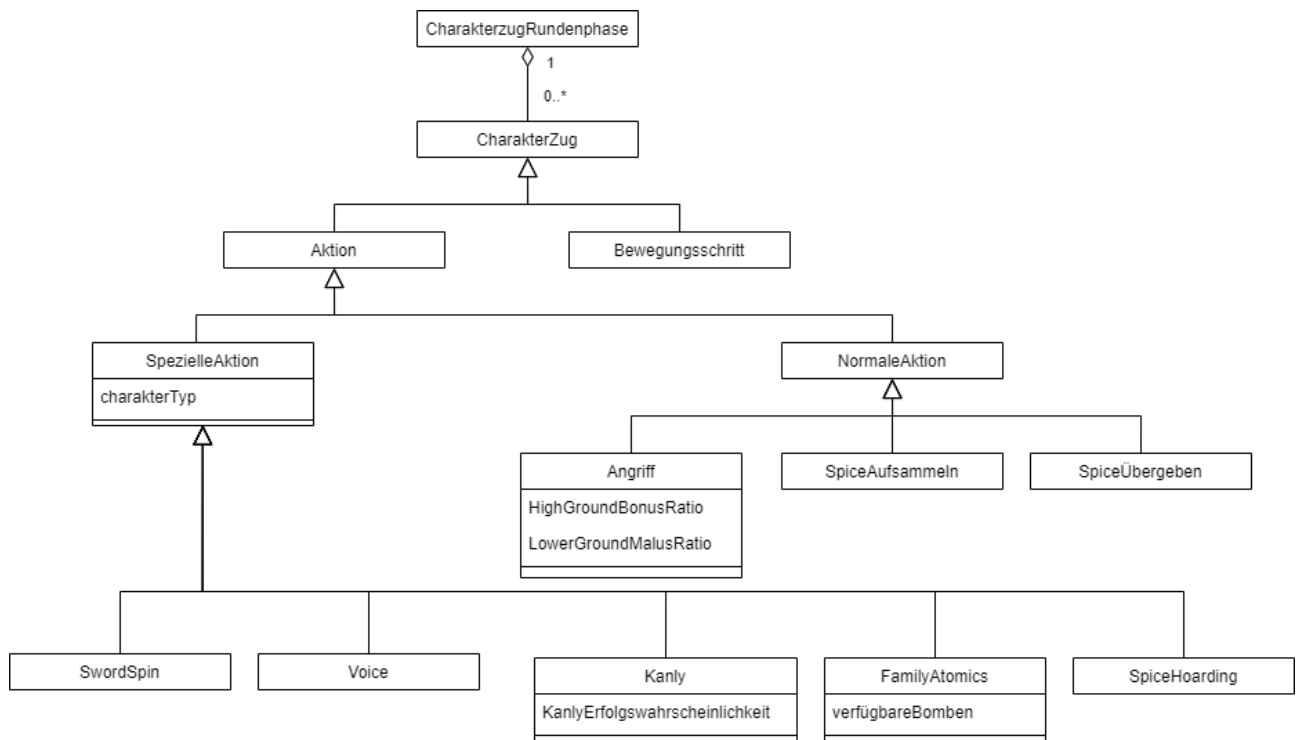 CharakterzugRundenphase
1
0..*
CharakterZug
Aktion
Bewegungsschritt
SpezielleAktion
charakterTyp
NormaleAktion
Angriff
HighGroundBonusRatio
LowerGroundMalusRatio
SpiceAufsammeln
SpiceÜbergeben
SwordSpin
Voice
Kanly
KanlyErfolgswahrscheinlichkeit
FamilyAtomics
verfügbareBomben
SpiceHoarding